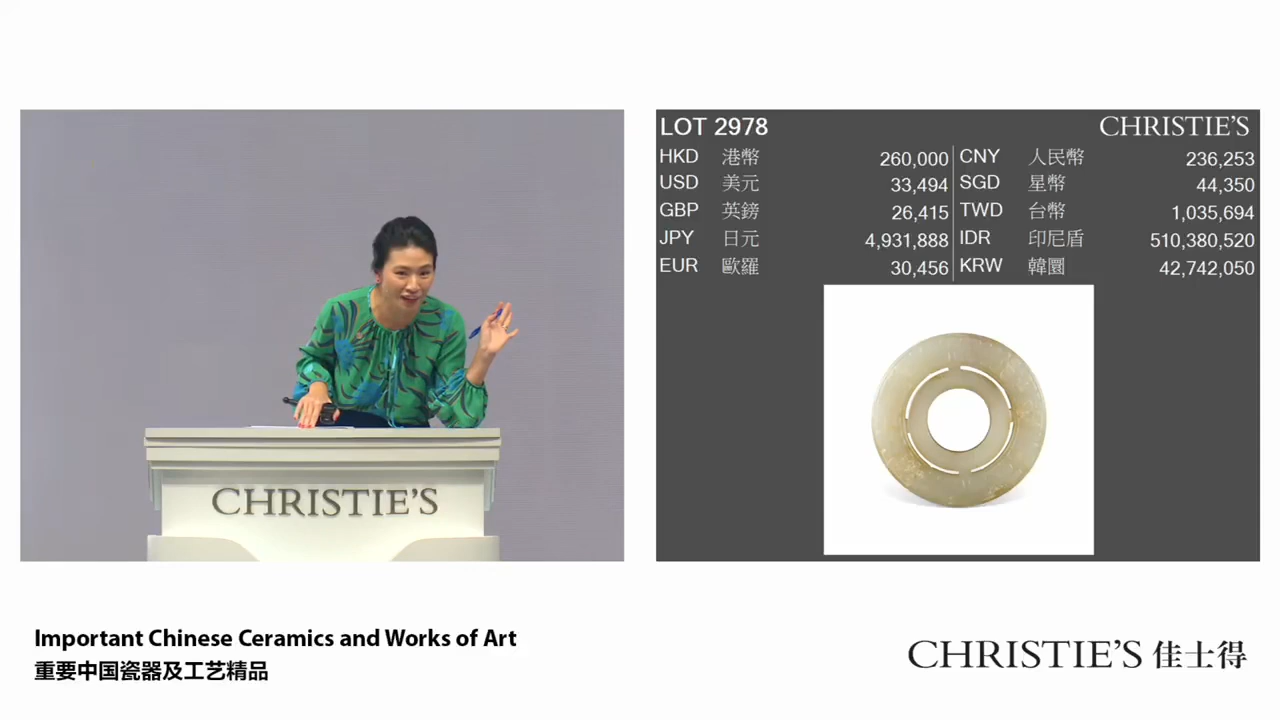 LOT 2978 CHRISTIE'S
HKD 港幣 260,000 CNY 人民幣 236,253
USD 美元 33,494 SGD 星幣 44,350
GBP 英鎊 26,415 TWD 台幣 1,035,694
JPY 日元 4,931,888 IDR 印尼盾 510,380,520
EUR 歐羅 30,456 KRW 韓圜 42,742,050
CHRISTIE'S
Important Chinese Ceramics and Works of Art
重要中国瓷器及工艺精品
CHRISTIE'S 佳士得